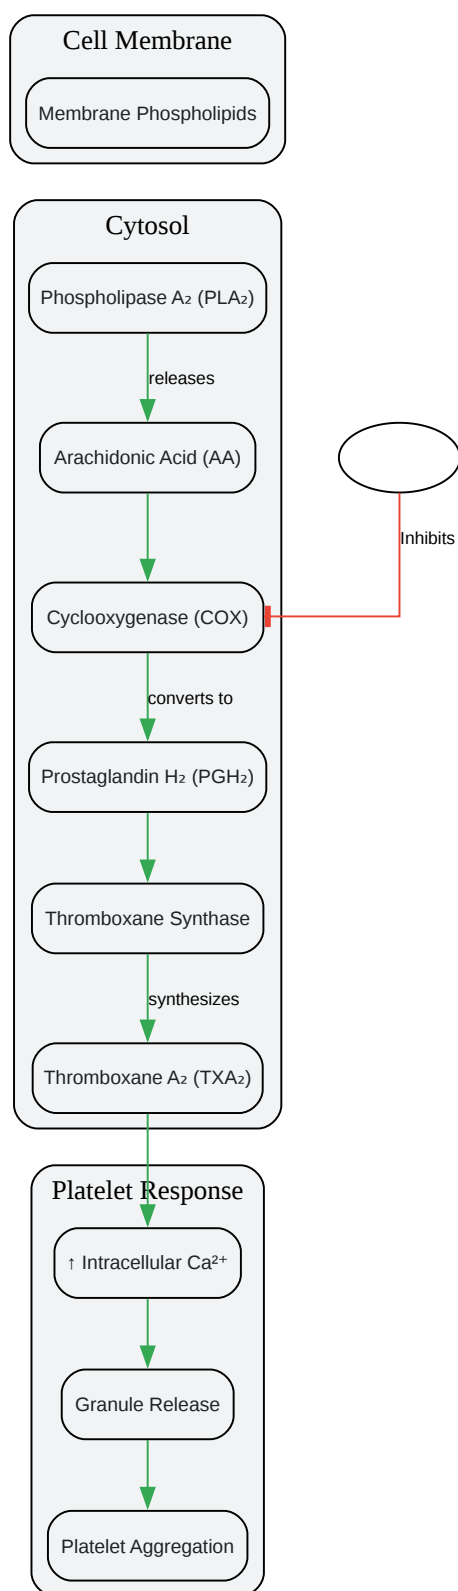 Cell Membrane
Membrane Phospholipids
Cytosol
Phospholipase A₂ (PLA₂)
releases
Arachidonic Acid (AA)
Inhibits
Cyclooxygenase (COX)
converts to
Prostaglandin H₂ (PGH₂)
Thromboxane Synthase
synthesizes
Thromboxane A₂ (TXA₂)
Platelet Response
↑ Intracellular Ca²⁺
Granule Release
Platelet Aggregation